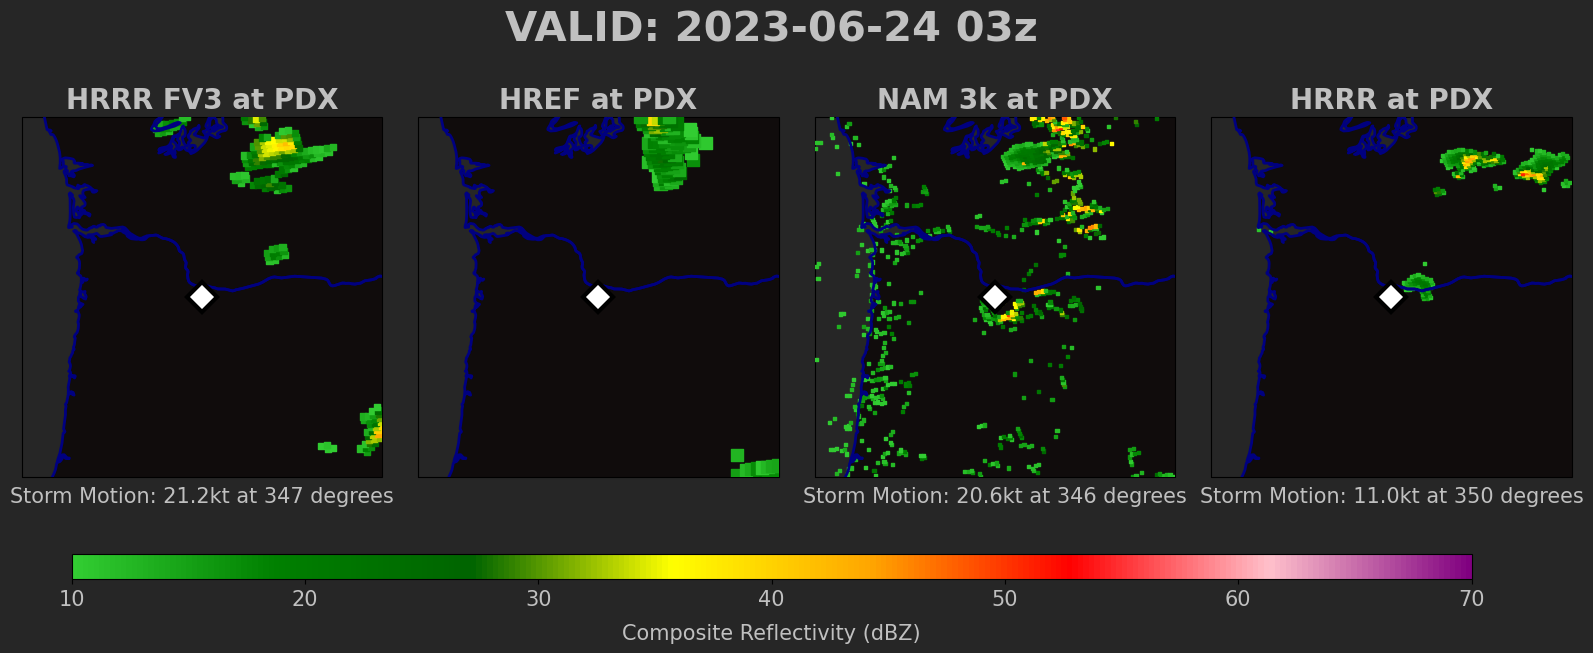 VALID: 2023-06-24 03z
HRRR FV3 at PDX
HREF at PDX
NAM 3k at PDX
HRRR at PDX
Storm Motion: 21.2kt at 347 degrees
Storm Motion: 20.6kt at 346 degrees
Storm Motion: 11.0kt at 350 degrees
10 20 30 40 50 60 70
Composite Reflectivity (dBZ)